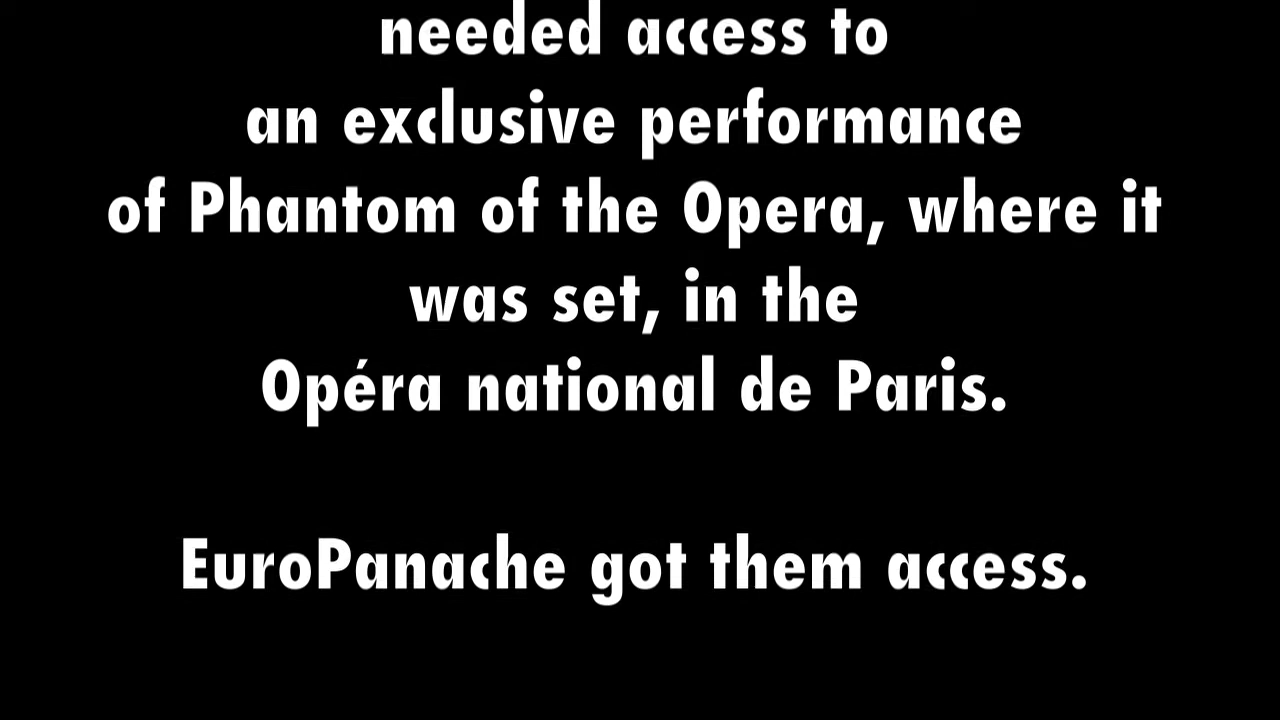 needed access to
an exclusive performance
of Phantom of the Opera, where it
was set, in the
Opéra national de Paris.
EuroPanache got them access.